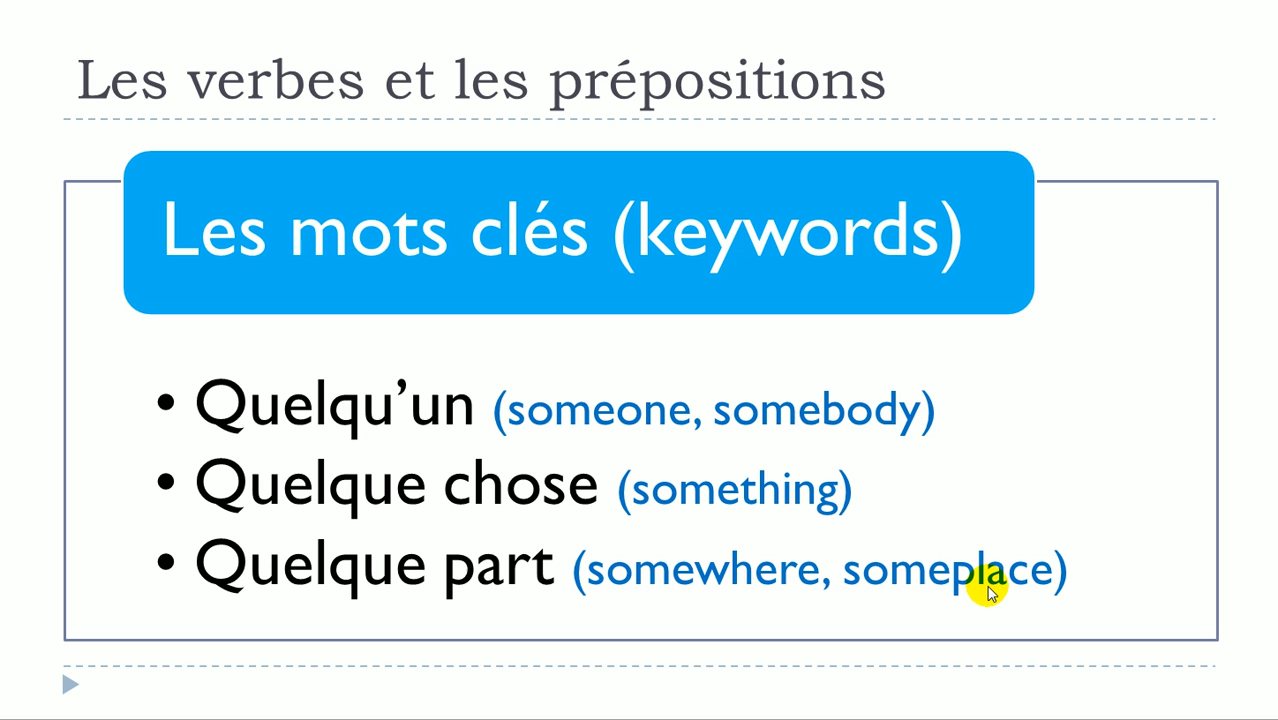 Les verbes et les prépositions
Les mots clés (keywords)
• Quelqu’un (someone, somebody)
• Quelque chose (something)
• Quelque part (somewhere, someplace)